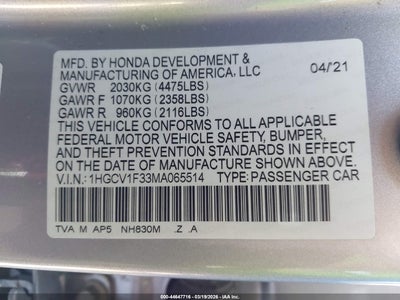 MFD. BY HONDA DEVELOPMENT &
MANUFACTURING OF AMERICA, LLC 04/21
GVWR 2030KG (4475LBS)
GAWR F 1070KG (2358LBS)
GAWR R 960KG (2116LBS)
THIS VEHICLE CONFORMS TO ALL APPLICABLE
FEDERAL MOTOR VEHICLE SAFETY, BUMPER,
AND THEFT PREVENTION STANDARDS IN EFFECT
ON THE DATE OF MANUFACTURE SHOWN ABOVE.
V.I.N.: 1HGCV1F33MA065514 TYPE: PASSENGER CAR
TVA M AP5 NH830M .Z .A
000-44647716 - 03/19/2026 - IAA Inc.